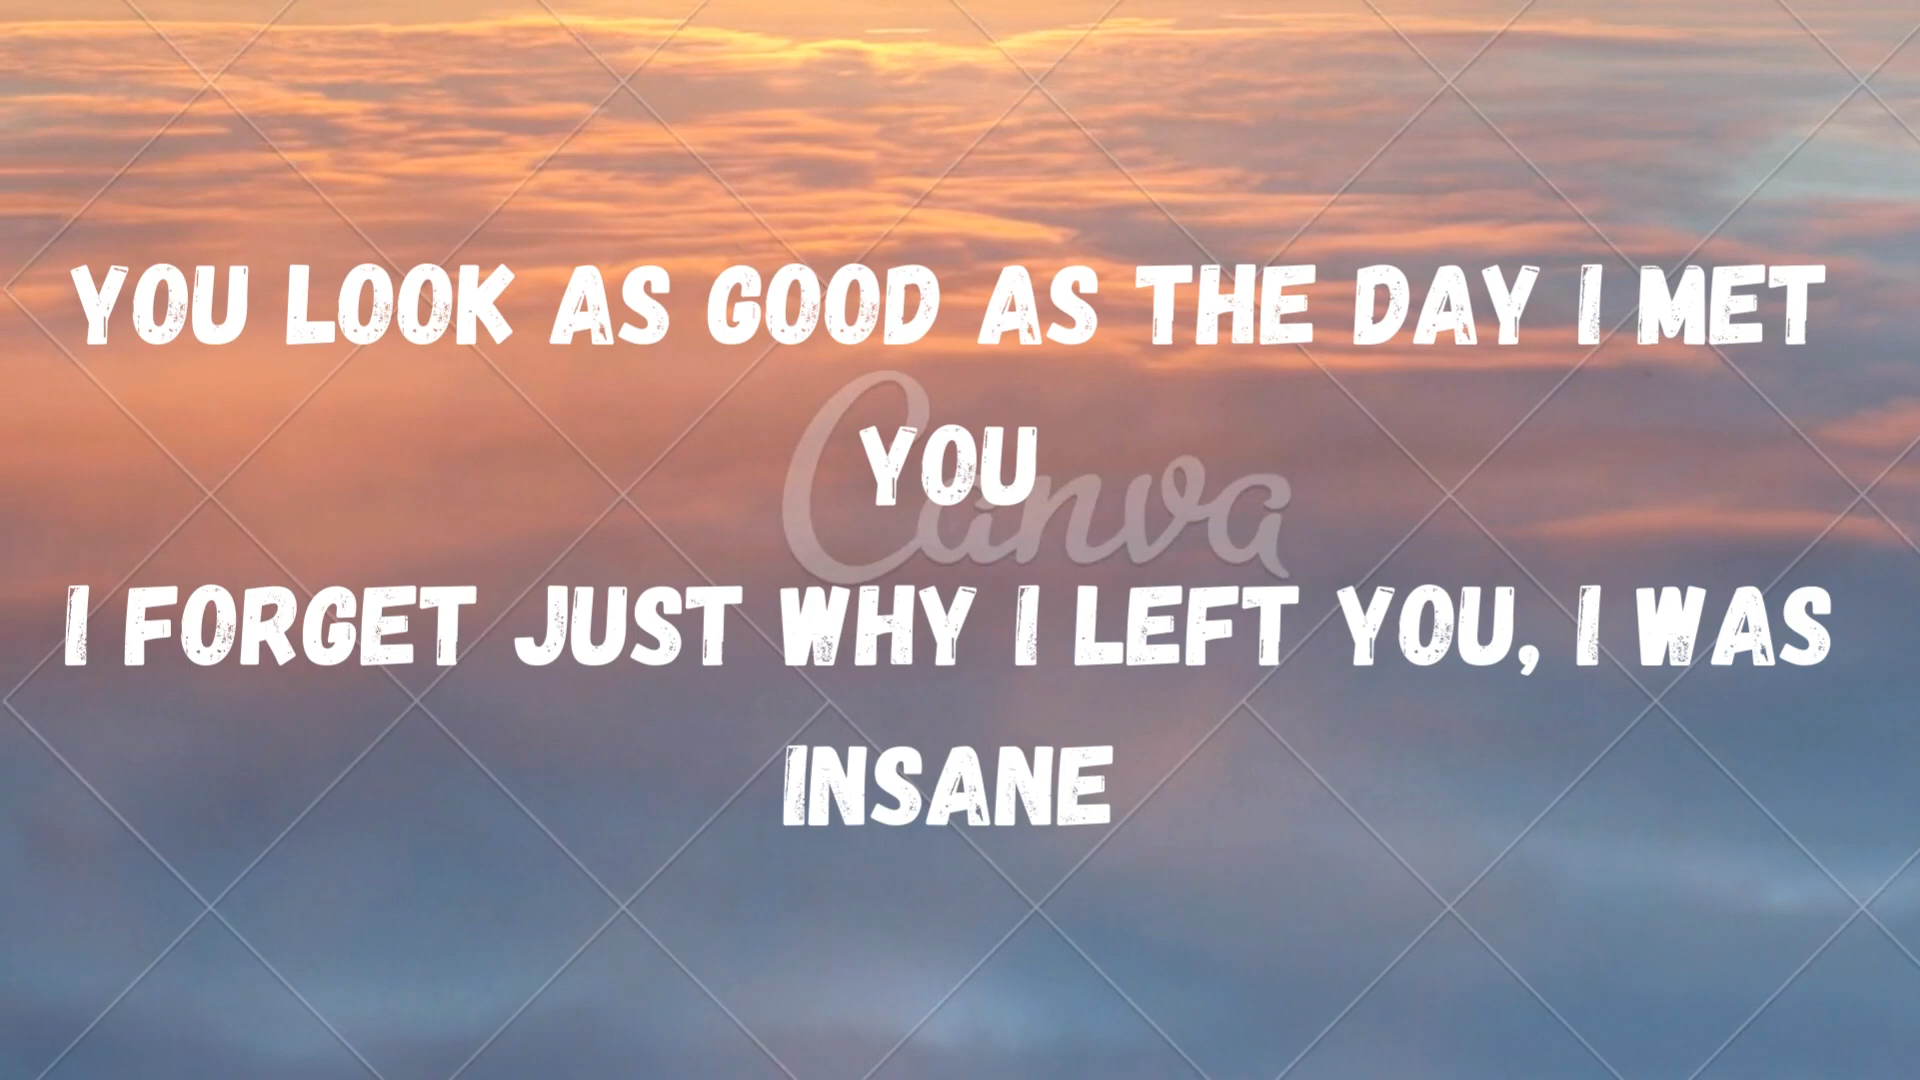 YOU LOOK AS GOOD AS THE DAY I MET
YOU
Canva
I FORGET JUST WHY I LEFT YOU, I WAS
INSANE